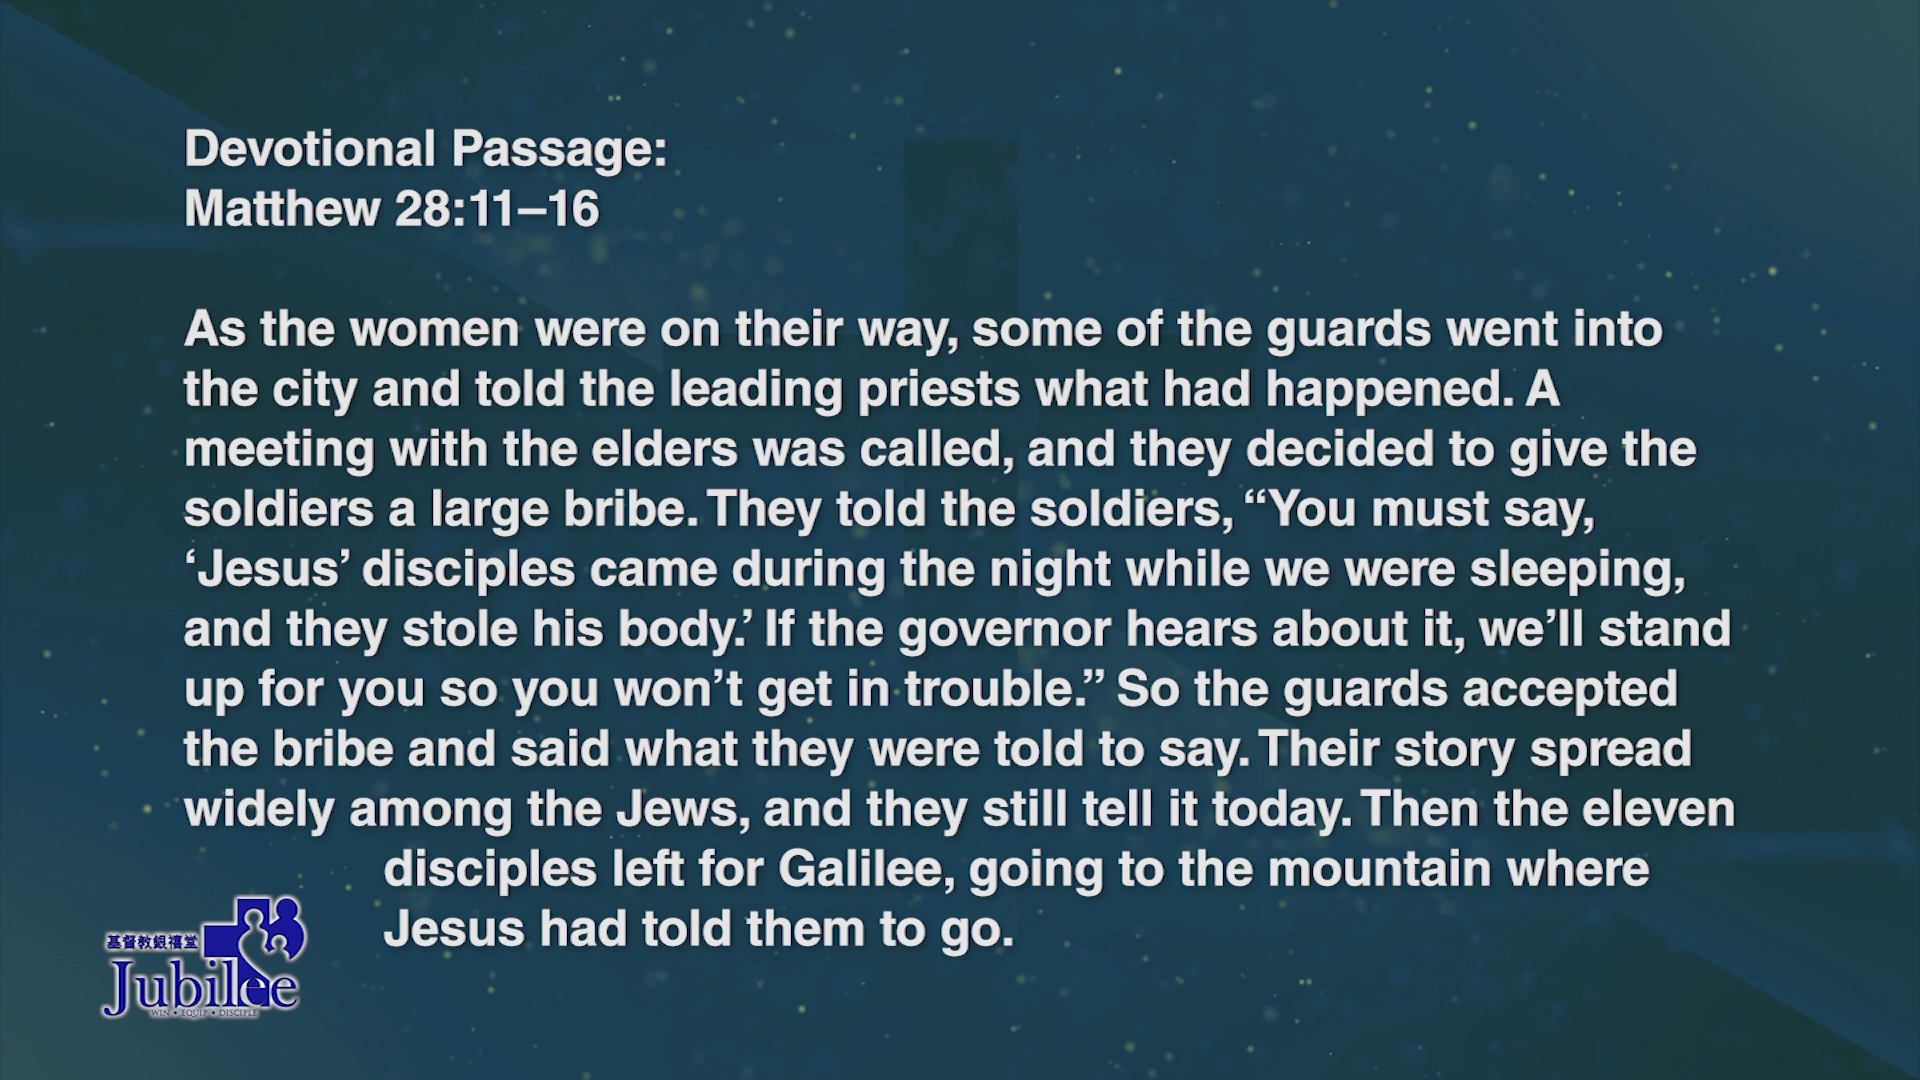 Devotional Passage:
Matthew 28:11–16
As the women were on their way, some of the guards went into
the city and told the leading priests what had happened. A
meeting with the elders was called, and they decided to give the
soldiers a large bribe. They told the soldiers, “You must say,
‘Jesus’ disciples came during the night while we were sleeping,
and they stole his body.’ If the governor hears about it, we’ll stand
up for you so you won’t get in trouble.” So the guards accepted
the bribe and said what they were told to say. Their story spread
widely among the Jews, and they still tell it today. Then the eleven
disciples left for Galilee, going to the mountain where
Jesus had told them to go.
基督教銀禧堂
Jubilee
WIN • EQUIP • DISCIPLE